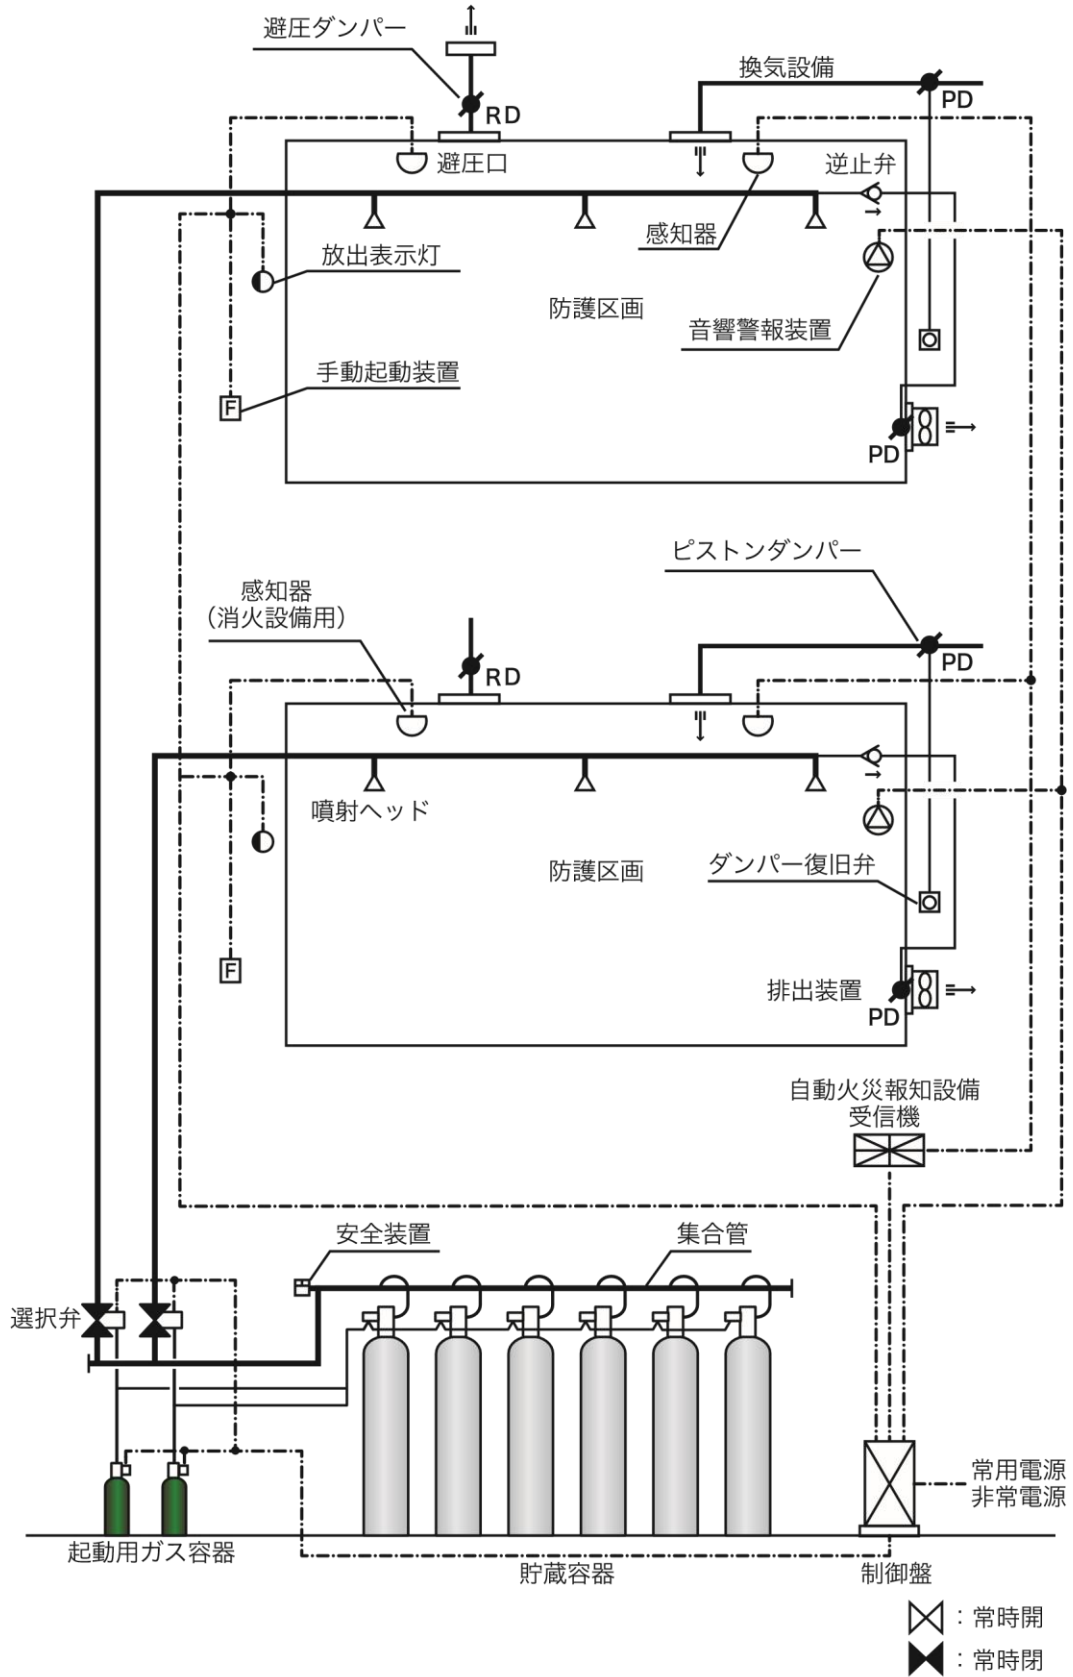 避圧ダンパー
換気設備
RD
PD
避圧口
逆止弁
感知器
放出表示灯
防護区画
音響警報装置
手動起動装置
F
PD
ピストンダンパー
感知器
（消火設備用）
RD
PD
噴射ヘッド
防護区画
ダンパー復旧弁
F
排出装置
PD
自動火災報知設備
受信機
安全装置
集合管
選択弁
常用電源
非常電源
起動用ガス容器
貯蔵容器
制御盤
：常時開
：常時閉